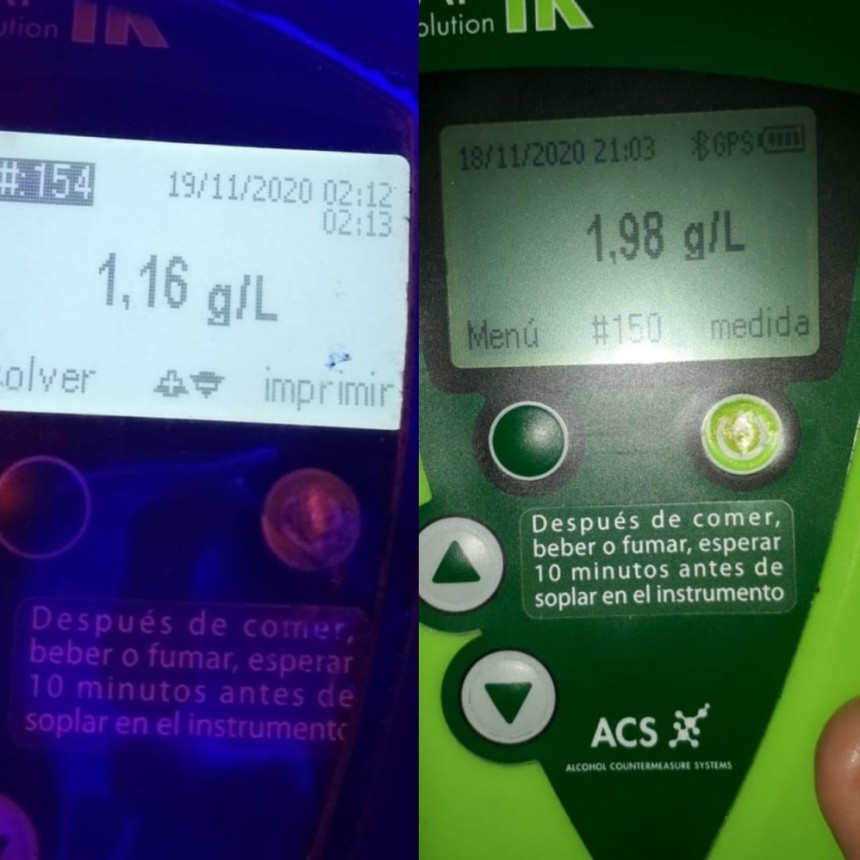 olution
#:154
19/11/2020 02:12
02:13
1,16 g/L
olver
imprimir
Después de comer,
beber o fumar, esperar
10 minutos antes de
soplar en el instrumento
olution
18/11/2020 21:03 GPS
1,98 g/L
Menú #150 medida
Después de comer,
beber o fumar, esperar
10 minutos antes de
soplar en el instrumento
ACS
ALCOHOL COUNTERMEASURE SYSTEMS